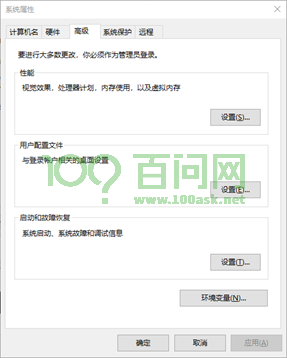 系统属性
计算机名 硬件 高级 系统保护 远程
要进行大多数更改，你必须作为管理员登录。
性能
视觉效果，处理器计划，内存使用，以及虚拟内存
设置(S)...
用户配置文件
与登录帐户相关的桌面设置
设置(E)...
100 百问网
www.100ask.net
启动和故障恢复
系统启动、系统故障和调试信息
设置(T)...
环境变量(N)...
确定 取消 应用(A)